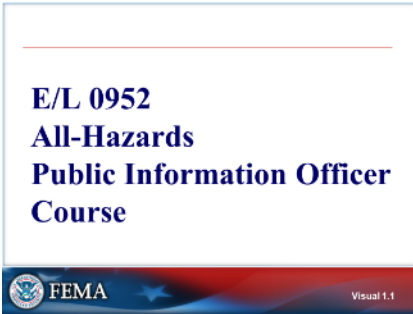 E/L 0952
All-Hazards
Public Information Officer
Course
FEMA
Visual 1.1